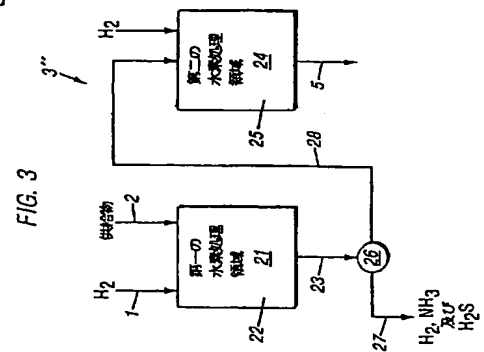 FIG. 3
3"
H2
供給物
1
2
第一の
水素処理
領域
21
22
23
26
27
H2, NH3
及び
H2S
28
H2
第二の
水素処理
領域
24
25
5